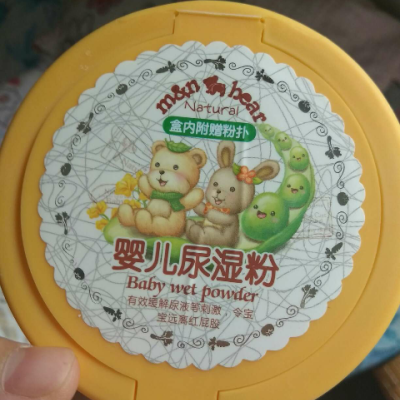 m&n bear
Natural
盒内附赠粉扑
婴儿尿湿粉
Baby wet powder
有效缓解尿液等刺激 令宝
宝远离红屁股